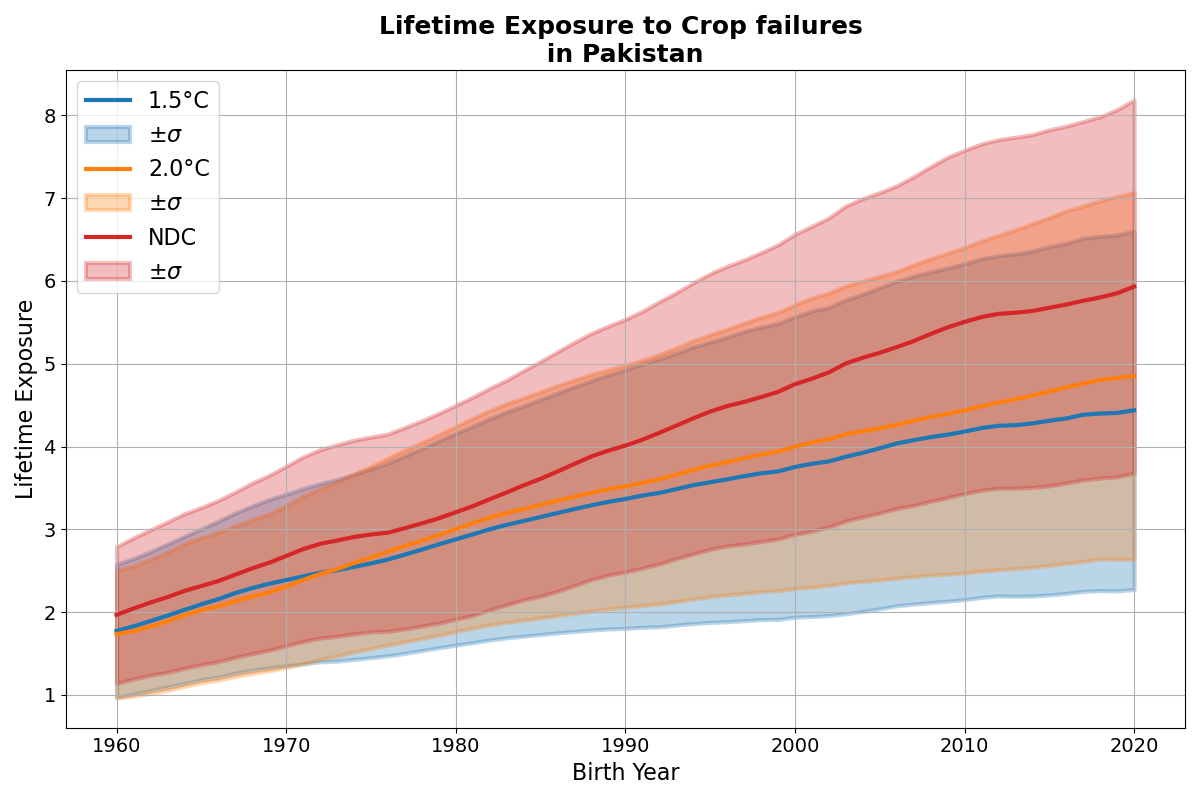 Lifetime Exposure to Crop failures
in Pakistan
1.5°C
±σ
2.0°C
±σ
NDC
±σ
Lifetime Exposure
8
7
6
5
4
3
2
1
1960 1970 1980 1990 2000 2010 2020
Birth Year